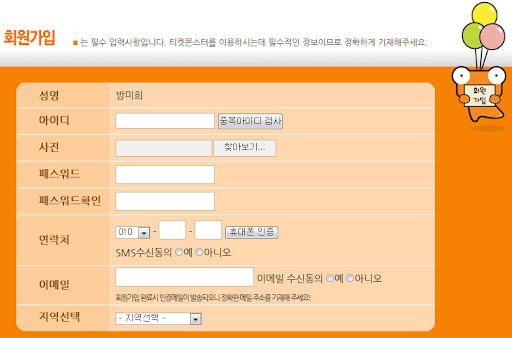 회원가입
■ 는 필수 입력사항입니다. 티켓몬스터를 이용하시는데 필수적인 정보이므로 정확하게 기재해주세요.
회원
가입
성명 방미희
아이디 중복아이디 검사
사진 찾아보기...
패스워드
패스워드확인
연락처 010 - - 휴대폰 인증
SMS수신동의 예 아니오
이메일 이메일 수신동의 예 아니오
회원가입 완료시 인증메일이 발송되오니 정확한 메일 주소를 기재해 주세요!
지역선택 - 지역선택 -